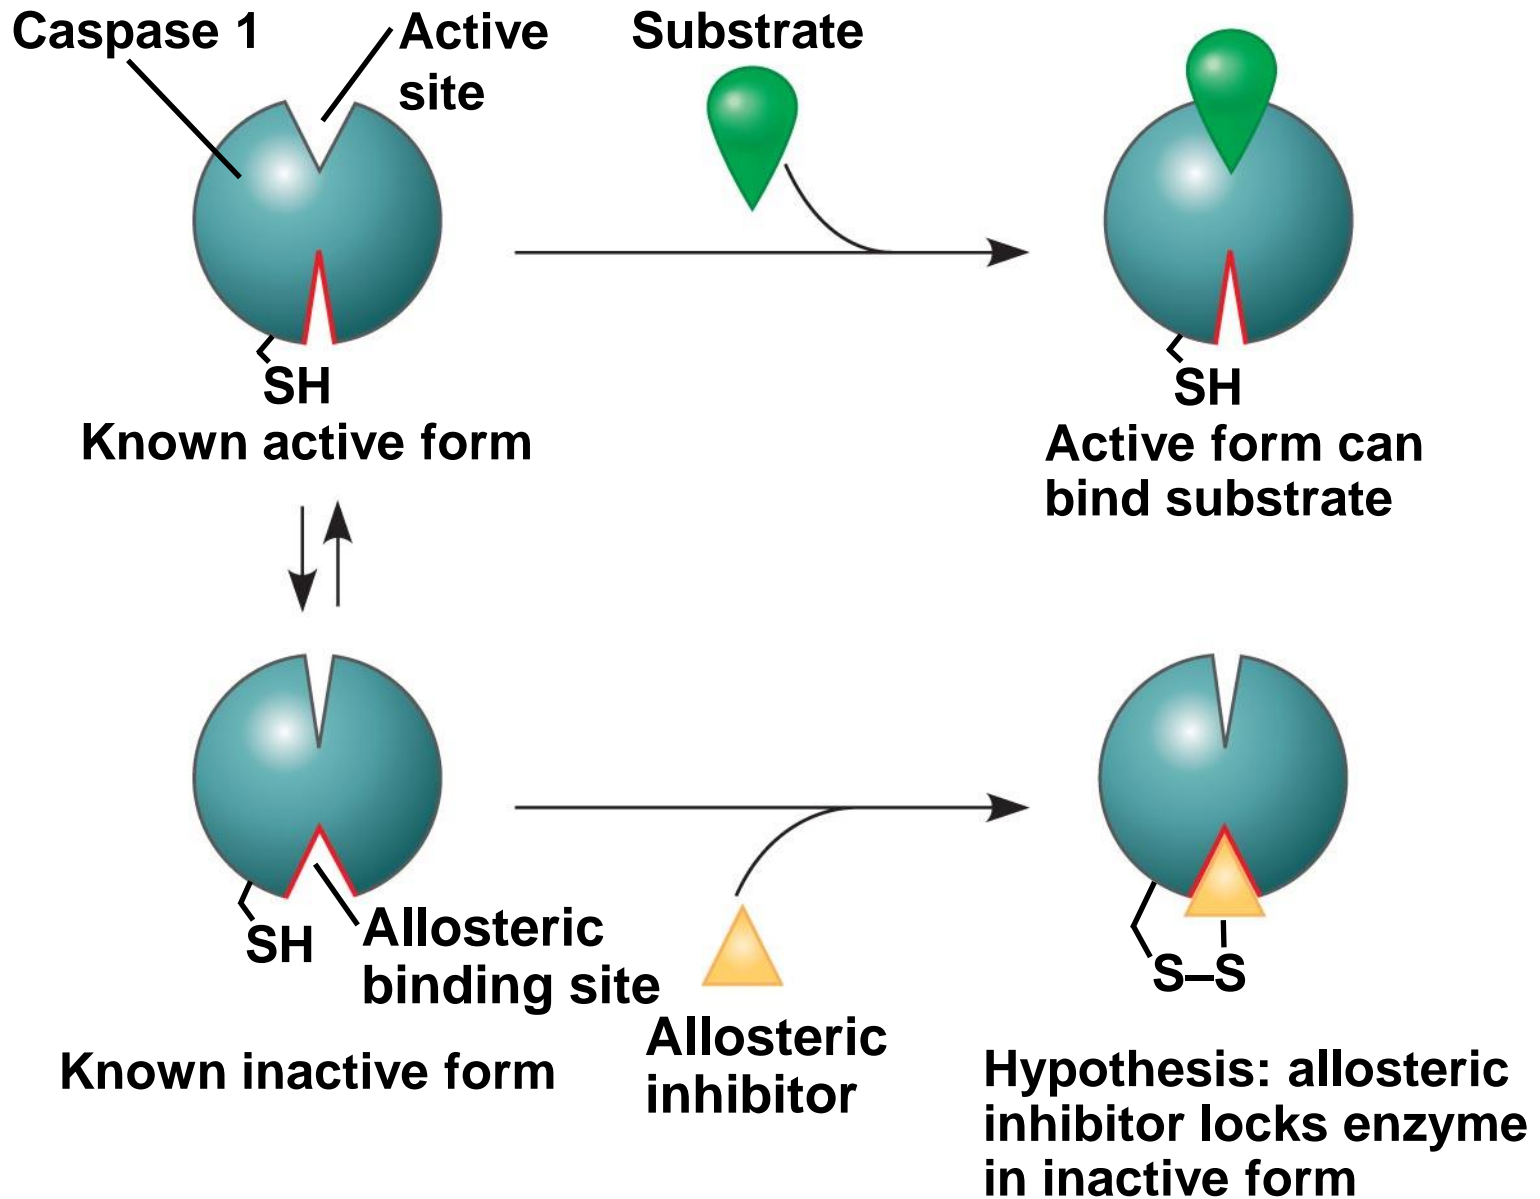 Caspase 1
Active
site
Substrate
SH
Known active form
SH
Active form can
bind substrate
SH
Allosteric
binding site
Known inactive form
Allosteric
inhibitor
S–S
Hypothesis: allosteric
inhibitor locks enzyme
in inactive form